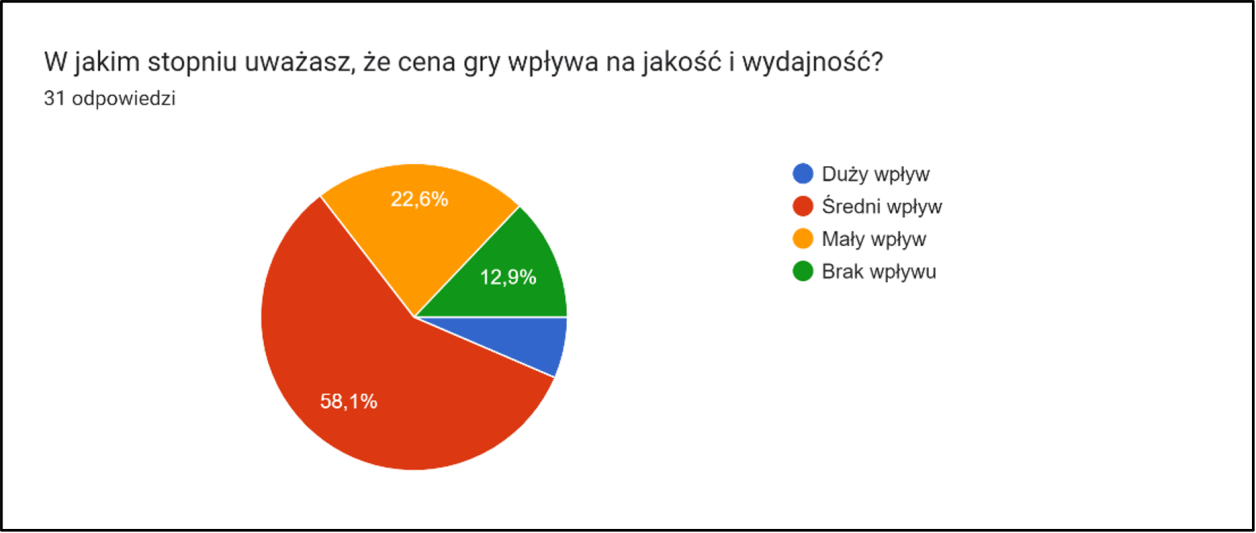 W jakim stopniu uważasz, że cena gry wpływa na jakość i wydajność?
31 odpowiedzi
22,6%
12,9%
58,1%
Duży wpływ
Średni wpływ
Mały wpływ
Brak wpływu